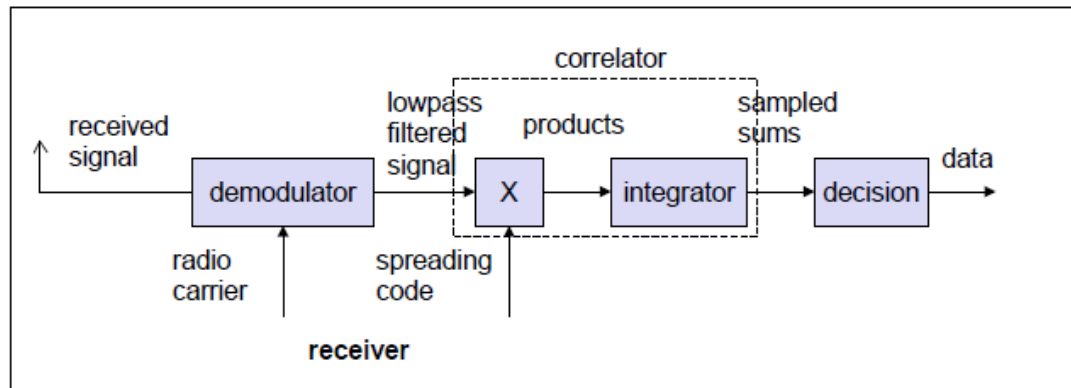 correlator
received
signal
lowpass
filtered
signal
products
sampled
sums
data
demodulator
X
integrator
decision
radio
carrier
spreading
code
receiver